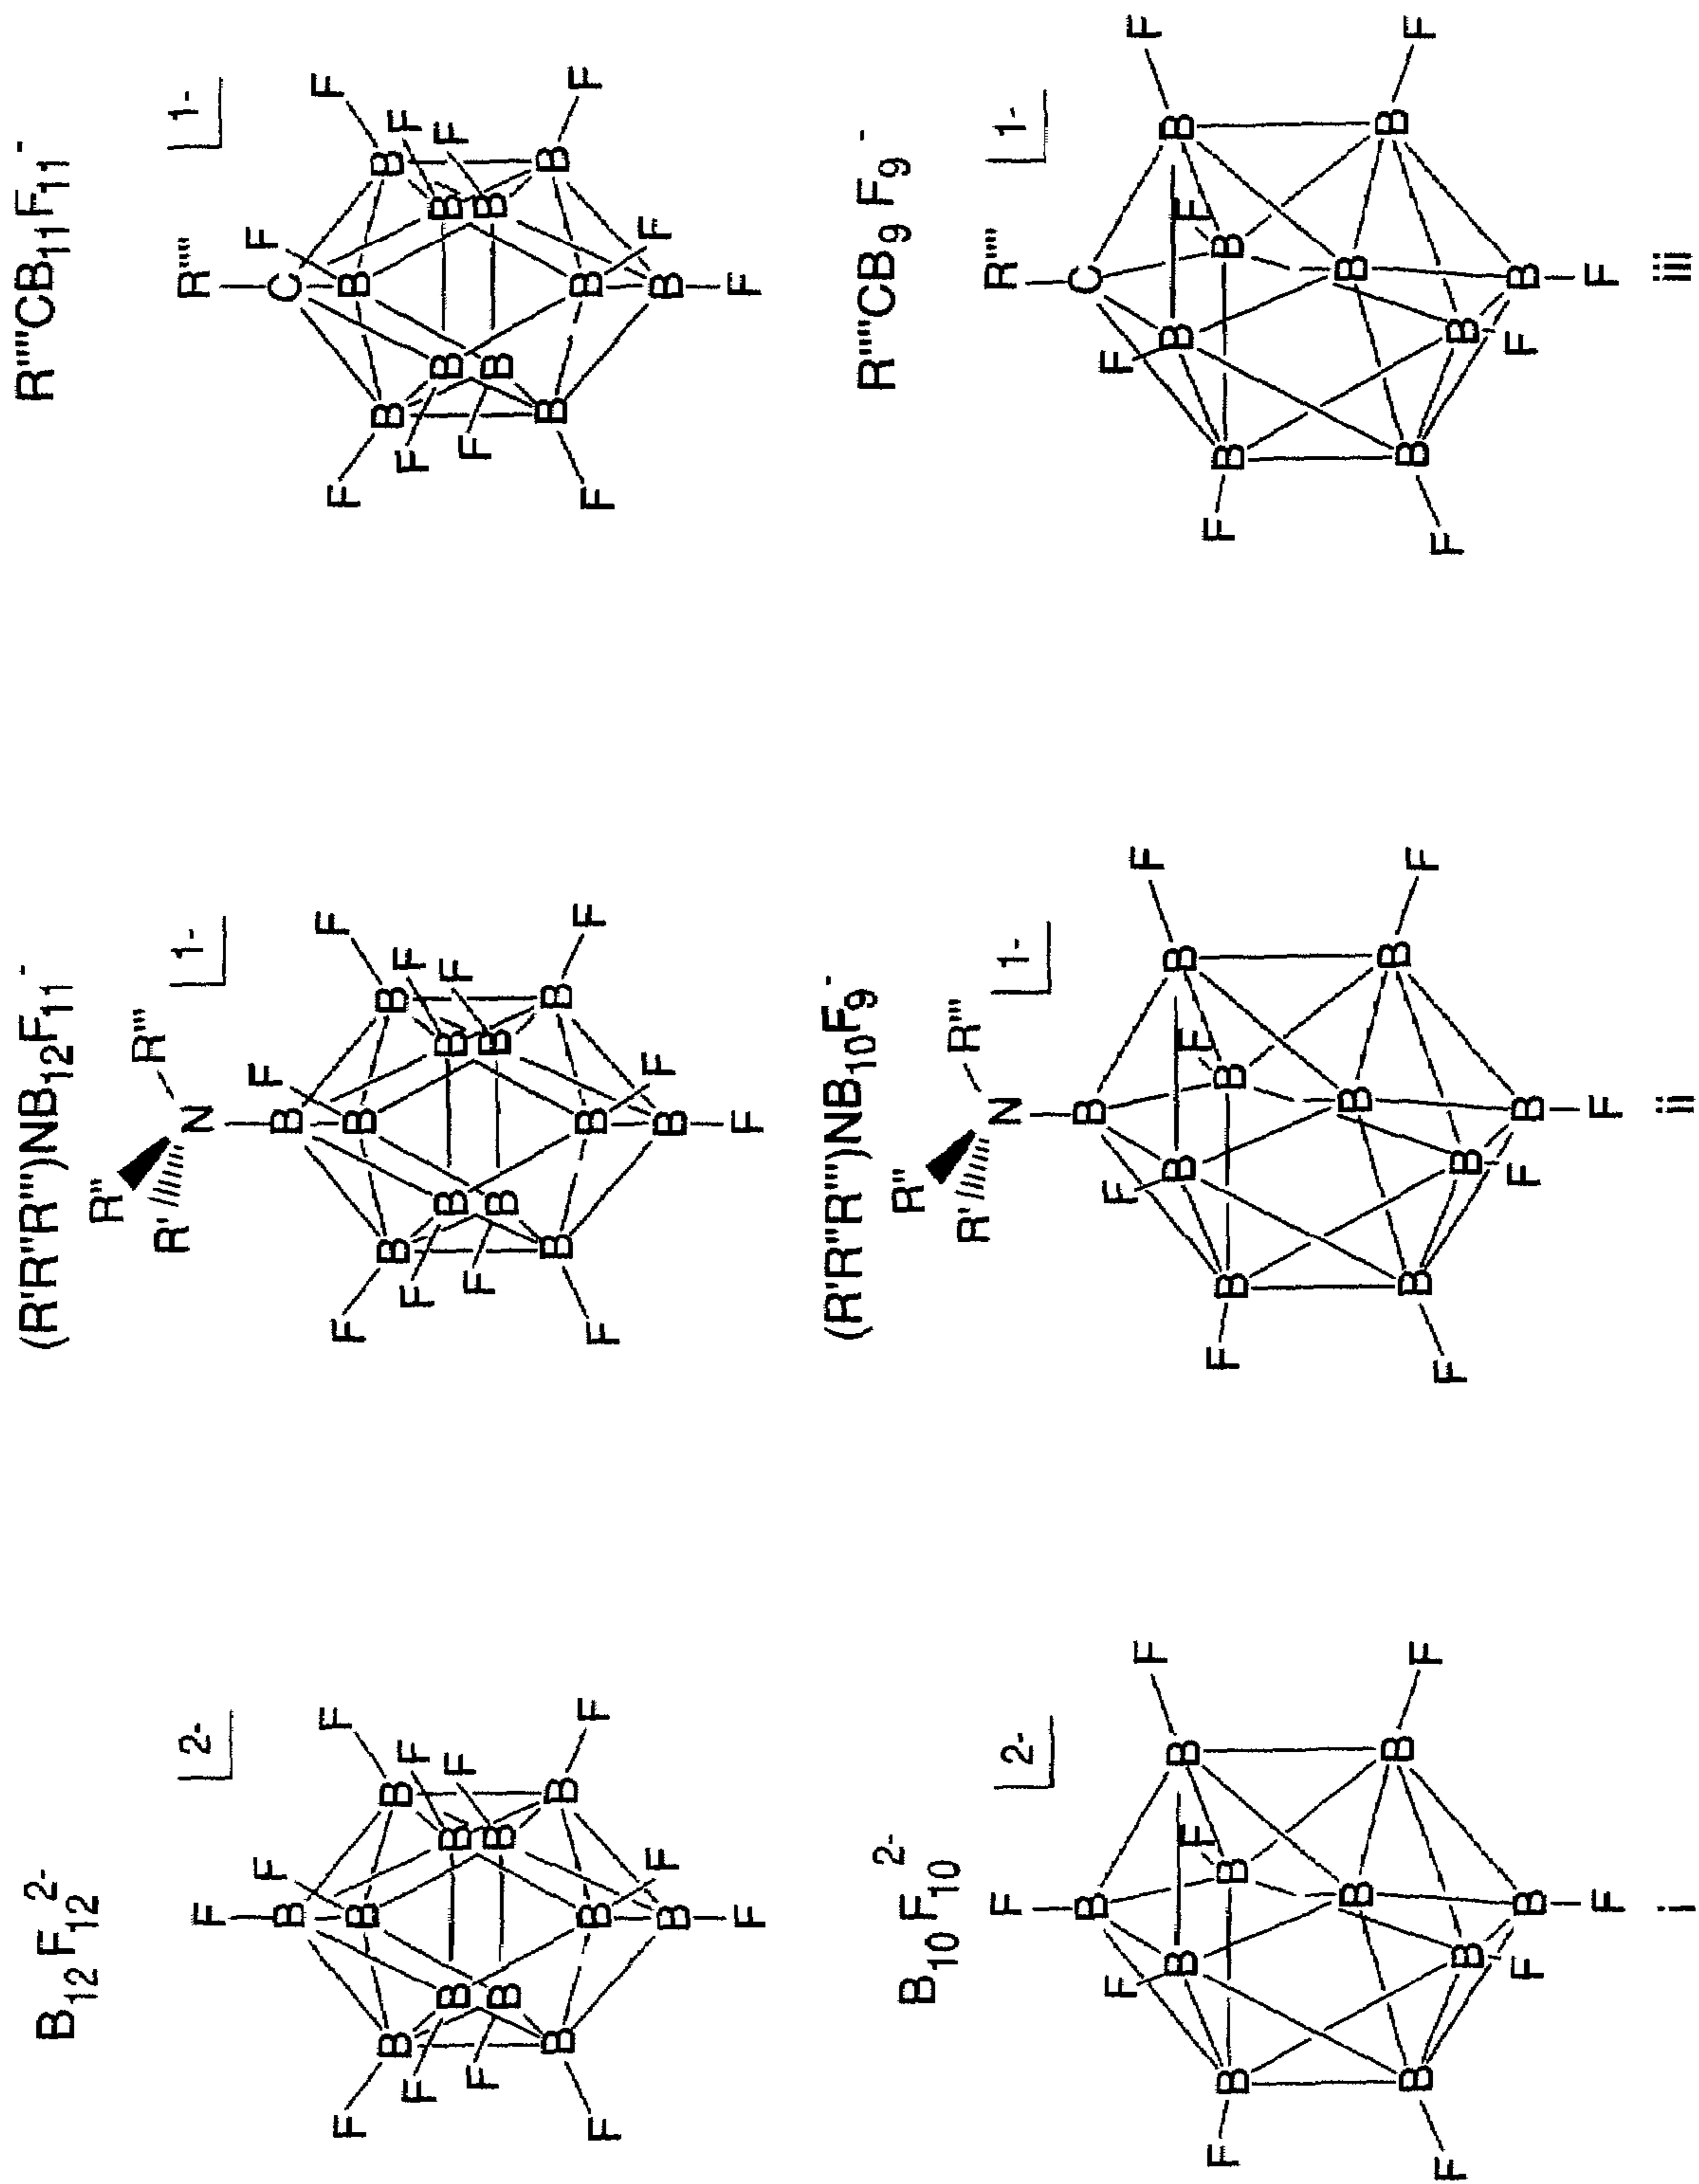 B12F12 2-
F 2-
F
B
F F
B
B B
F F
B B
F F
B B
B B
B
F F
F
B
F
(R'R"R"')NB12F11-
R" R"'
R' N 1-
F
B
F F
B
B B
F F
B B
F F
B B
B B
B
F F
F
B
F
R""CB11F11-
R"" 1-
F
C
F F
B
B B
F F
B B
F F
B B
B B
B
F F
F
B
F
B10F10 2-
F 2-
B
F F
B B
F F
B B
B
B B
F F
B
F
B
F
i
(R'R"R"')NB10F9-
R" R"'
R' N 1-
B
F F
B B
F F
B B
B
B B
F F
B
F
B
F
ii
R""CB9F9-
R"" 1-
C
F F
B B
F F
B B
B
B B
F F
B
F
B
F
iii